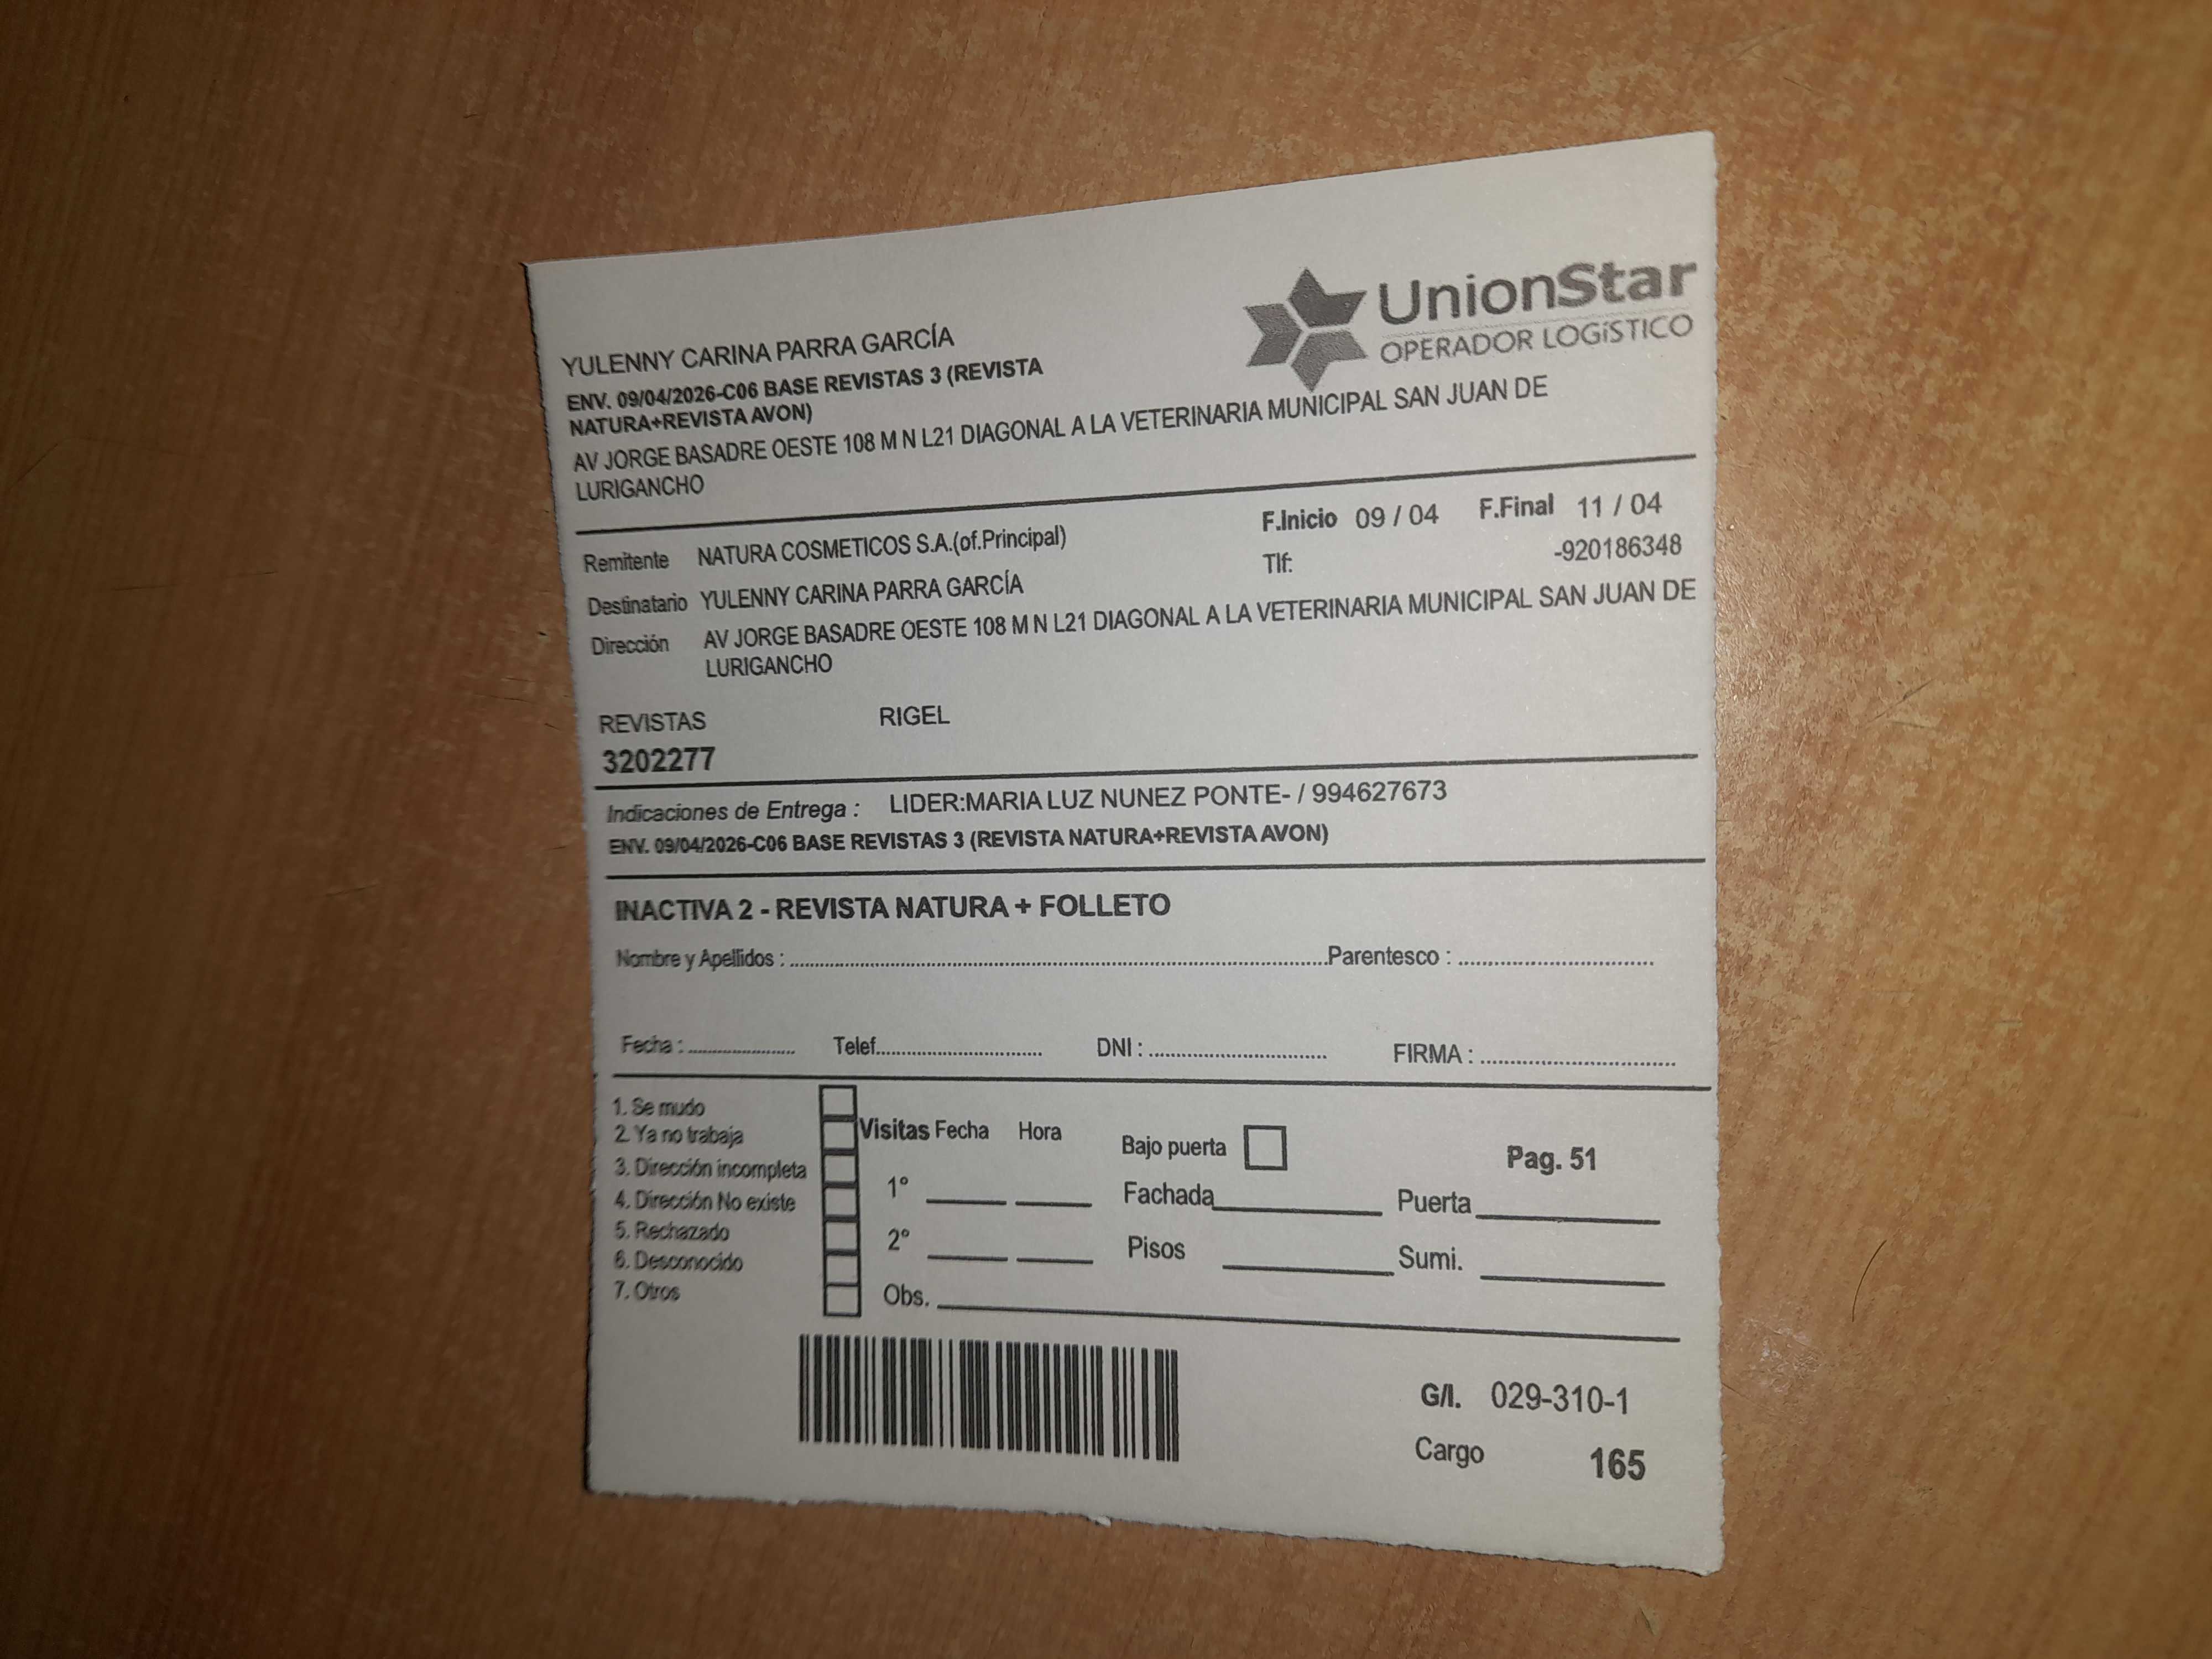 UnionStar
OPERADOR LOGíSTICO
YULENNY CARINA PARRA GARCÍA
ENV. 09/04/2026-C06 BASE REVISTAS 3 (REVISTA
NATURA+REVISTA AVON)
AV JORGE BASADRE OESTE 108 M N L21 DIAGONAL A LA VETERINARIA MUNICIPAL SAN JUAN DE
LURIGANCHO
Remitente NATURA COSMETICOS S.A.(of.Principal) F.Inicio 09 / 04 F.Final 11 / 04
Destinatario YULENNY CARINA PARRA GARCÍA Tlf: -920186348
Dirección AV JORGE BASADRE OESTE 108 M N L21 DIAGONAL A LA VETERINARIA MUNICIPAL SAN JUAN DE
LURIGANCHO
REVISTAS RIGEL
3202277
Indicaciones de Entrega : LIDER:MARIA LUZ NUNEZ PONTE- / 994627673
ENV. 09/04/2026-C06 BASE REVISTAS 3 (REVISTA NATURA+REVISTA AVON)
INACTIVA 2 - REVISTA NATURA + FOLLETO
Nombre y Apellidos : Parentesco :
Fecha : Telef. DNI : FIRMA :
1. Se mudo
2. Ya no trabaja
3. Dirección incompleta
4. Dirección No existe
5. Rechazado
6. Desconocido
7. Otros
Visitas Fecha Hora
1°
2°
Obs.
Bajo puerta Pag. 51
Fachada Puerta
Pisos Sumi.
G/I. 029-310-1
Cargo 165